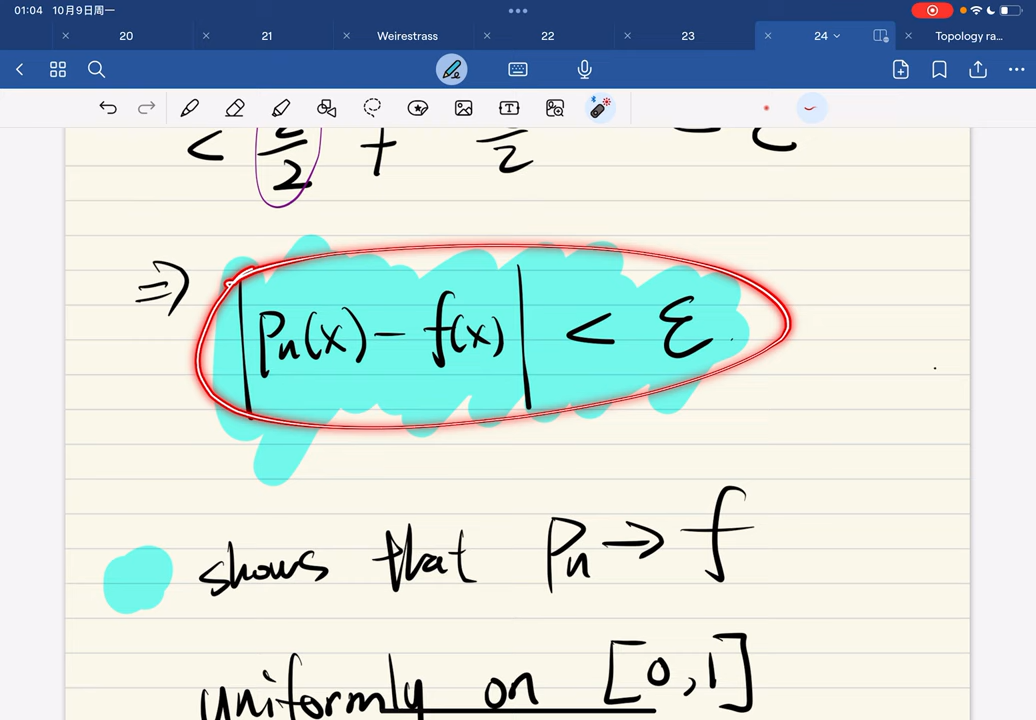 01:04 10月9日周一
20 21 Weirestrass 22 23 24 Topology ra...
T
< ε/2 + ε/2 = ε
⇒ |Pn(x) − f(x)| < ε.
shows that Pn → f
uniformly on [0,1]